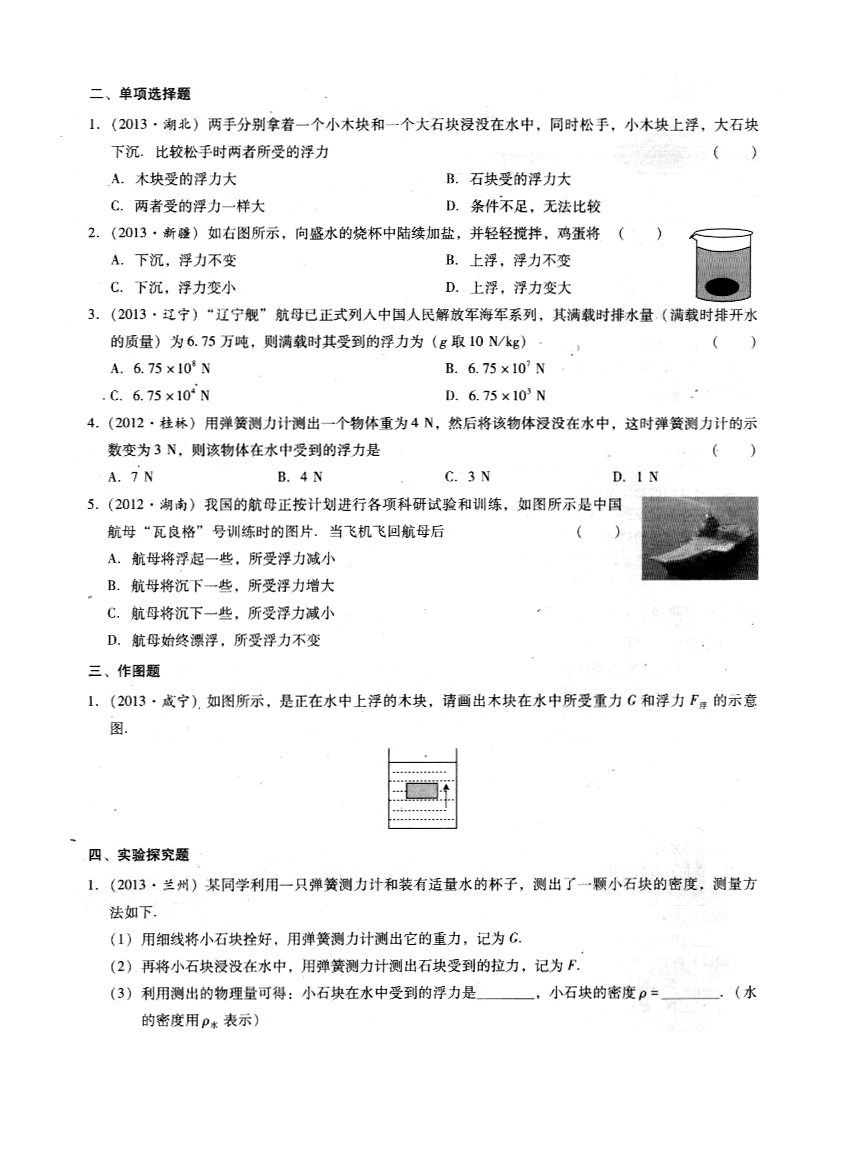 二、单项选择题
1. (2013·湖北) 两手分别拿着一个小木块和一个大石块浸没在水中，同时松手，小木块上浮，大石块
下沉. 比较松手时两者所受的浮力 (　　)
A. 木块受的浮力大 B. 石块受的浮力大
C. 两者受的浮力一样大 D. 条件不足，无法比较
2. (2013·新疆) 如右图所示，向盛水的烧杯中陆续加盐，并轻轻搅拌，鸡蛋将 (　　)
A. 下沉，浮力不变 B. 上浮，浮力不变
C. 下沉，浮力变小 D. 上浮，浮力变大
3. (2013·辽宁) “辽宁舰”航母已正式列入中国人民解放军海军系列，其满载时排水量（满载时排开水
的质量）为6.75 万吨，则满载时其受到的浮力为 (g 取 10 N/kg) (　　)
A. 6.75 ×10⁸ N B. 6.75 ×10⁷ N
C. 6.75 ×10⁴ N D. 6.75 ×10³ N
4. (2012·桂林) 用弹簧测力计测出一个物体重为 4 N，然后将该物体浸没在水中，这时弹簧测力计的示
数变为 3 N，则该物体在水中受到的浮力是 (　　)
A. 7 N B. 4 N C. 3 N D. 1 N
5. (2012·湖南) 我国的航母正按计划进行各项科研试验和训练，如图所示是中国
航母“瓦良格”号训练时的图片. 当飞机飞回航母后 (　　)
A. 航母将浮起一些，所受浮力减小
B. 航母将沉下一些，所受浮力增大
C. 航母将沉下一些，所受浮力减小
D. 航母始终漂浮，所受浮力不变
三、作图题
1. (2013·咸宁) 如图所示，是正在水中上浮的木块，请画出木块在水中所受重力 G 和浮力 F浮 的示意
图.
四、实验探究题
1. (2013·兰州) 某同学利用一只弹簧测力计和装有适量水的杯子，测出了一颗小石块的密度，测量方
法如下.
(1) 用细线将小石块拴好，用弹簧测力计测出它的重力，记为 G.
(2) 再将小石块浸没在水中，用弹簧测力计测出石块受到的拉力，记为 F.
(3) 利用测出的物理量可得：小石块在水中受到的浮力是______，小石块的密度ρ=______.（水
的密度用ρ水 表示）